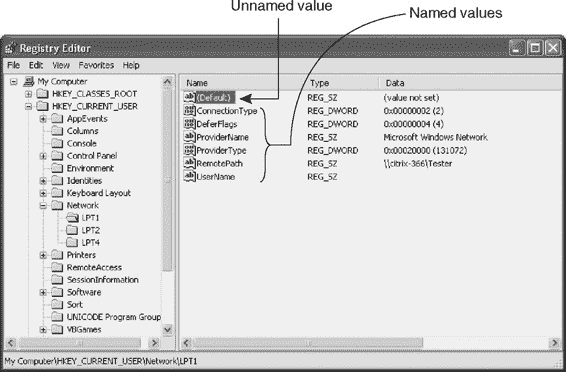 Unnamed value
Named values
Registry Editor
File Edit View Favorites Help
My Computer
HKEY_CLASSES_ROOT
HKEY_CURRENT_USER
AppEvents
Columns
Console
Control Panel
Environment
Identities
Keyboard Layout
Network
LPT1
LPT2
LPT4
Printers
RemoteAccess
SessionInformation
Software
Sort
UNICODE Program Group
VBGames
Name Type Data
(Default) REG_SZ (value not set)
ConnectionType REG_DWORD 0x00000002 (2)
DeferFlags REG_DWORD 0x00000004 (4)
ProviderName REG_SZ Microsoft Windows Network
ProviderType REG_DWORD 0x00020000 (131072)
RemotePath REG_SZ \\citrix-366\Tester
UserName REG_SZ
My Computer\HKEY_CURRENT_USER\Network\LPT1